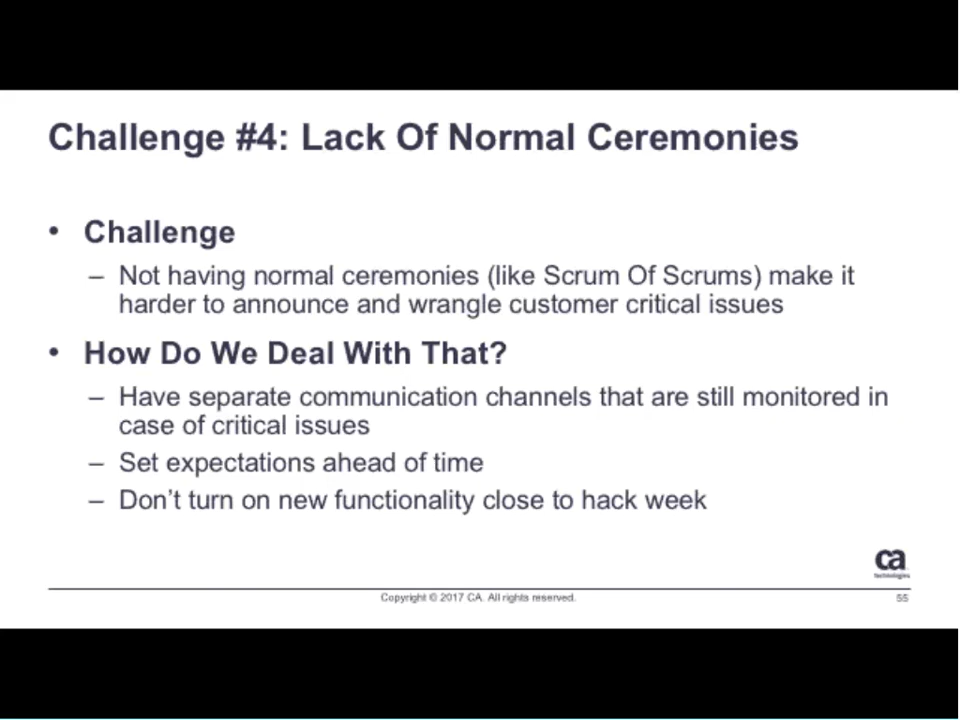 Challenge #4: Lack Of Normal Ceremonies
• Challenge
– Not having normal ceremonies (like Scrum Of Scrums) make it
harder to announce and wrangle customer critical issues
• How Do We Deal With That?
– Have separate communication channels that are still monitored in
case of critical issues
– Set expectations ahead of time
– Don't turn on new functionality close to hack week
ca
technologies
Copyright © 2017 CA. All rights reserved.
55